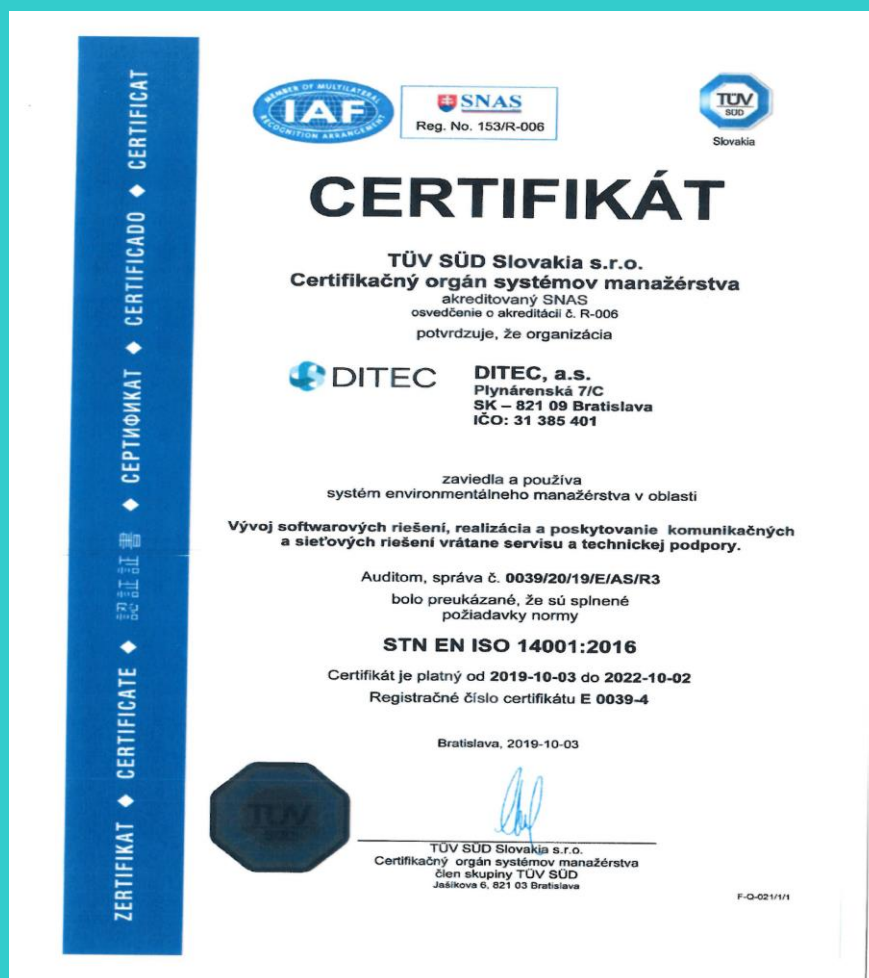 MEMBER OF MULTILATERAL
IAF
RECOGNITION ARRANGEMENT
SNAS
Reg. No. 153/R-006
TÜV
SÜD
Slovakia
CERTIFIKÁT
TÜV SÜD Slovakia s.r.o.
Certifikačný orgán systémov manažérstva
akreditovaný SNAS
osvedčenie o akreditácii č. R-006
potvrdzuje, že organizácia
DITEC
DITEC, a.s.
Plynárenská 7/C
SK – 821 09 Bratislava
IČO: 31 385 401
zaviedla a používa
systém environmentálneho manažérstva v oblasti
Vývoj softwarových riešení, realizácia a poskytovanie komunikačných
a sieťových riešení vrátane servisu a technickej podpory.
Auditom, správa č. 0039/20/19/E/AS/R3
bolo preukázané, že sú splnené
požiadavky normy
STN EN ISO 14001:2016
Certifikát je platný od 2019-10-03 do 2022-10-02
Registračné číslo certifikátu E 0039-4
Bratislava, 2019-10-03
TÜV SÜD Slovakia s.r.o.
Certifikačný orgán systémov manažérstva
člen skupiny TÜV SÜD
Jašíkova 6, 821 03 Bratislava
F-Q-021/1/1
TÜV
SÜD
ZERTIFIKAT ◆ CERTIFICATE ◆ 認証証書 ◆ СЕРТИФИКАТ ◆ CERTIFICADO ◆ CERTIFICAT